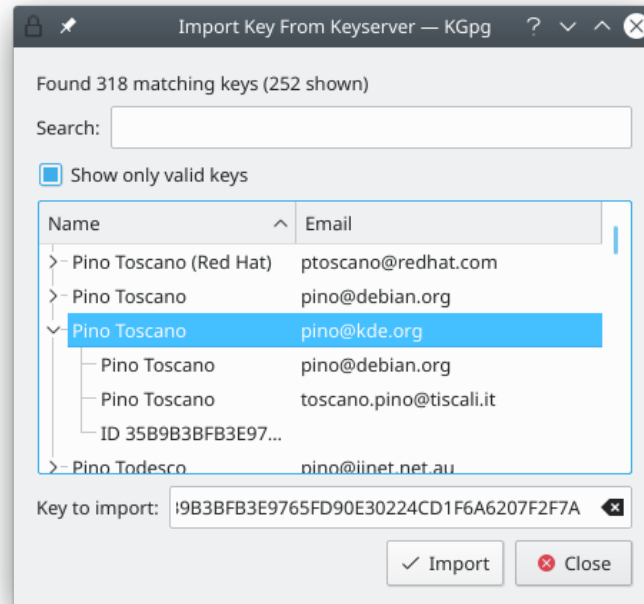 Import Key From Keyserver — KGpg ?
Found 318 matching keys (252 shown)
Search:
Show only valid keys
Name Email
Pino Toscano (Red Hat) ptoscano@redhat.com
Pino Toscano pino@debian.org
Pino Toscano pino@kde.org
Pino Toscano pino@debian.org
Pino Toscano toscano.pino@tiscali.it
ID 35B9B3BFB3E97...
Pino Todesco pino@iinet.net.au
Key to import: 39B3BFB3E9765FD90E30224CD1F6A6207F2F7A
Import Close